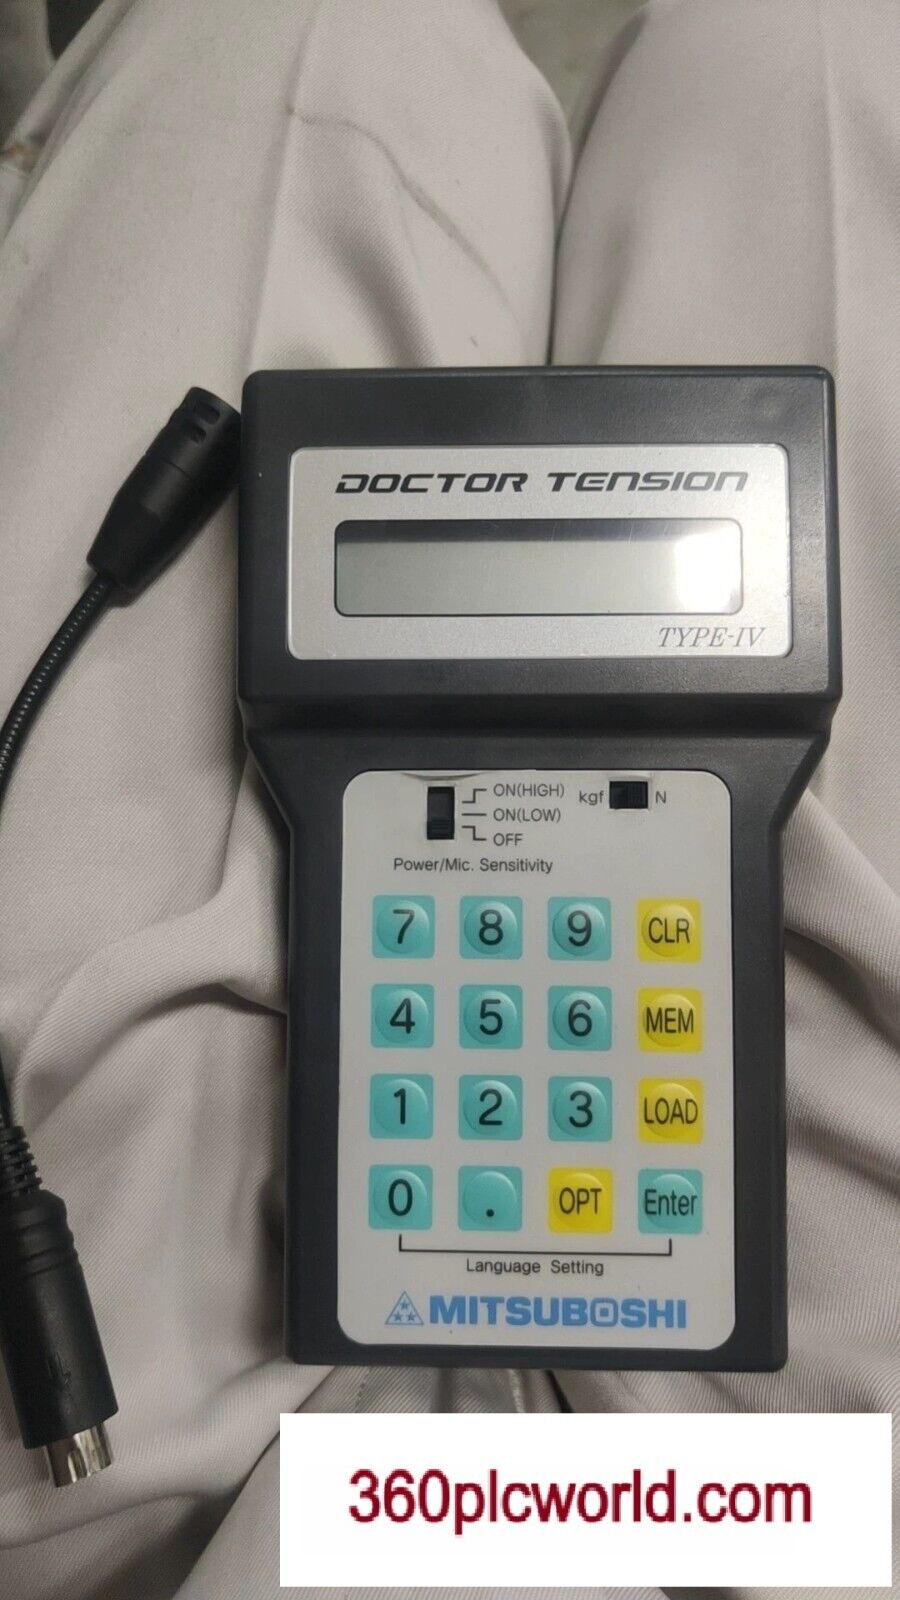 DOCTOR TENSION
TYPE-IV
ON(HIGH)
ON(LOW)
OFF
kgf N
Power/Mic. Sensitivity
7 8 9 CLR
4 5 6 MEM
1 2 3 LOAD
0 . OPT Enter
Language Setting
MITSUBOSHI
360plcworld.com